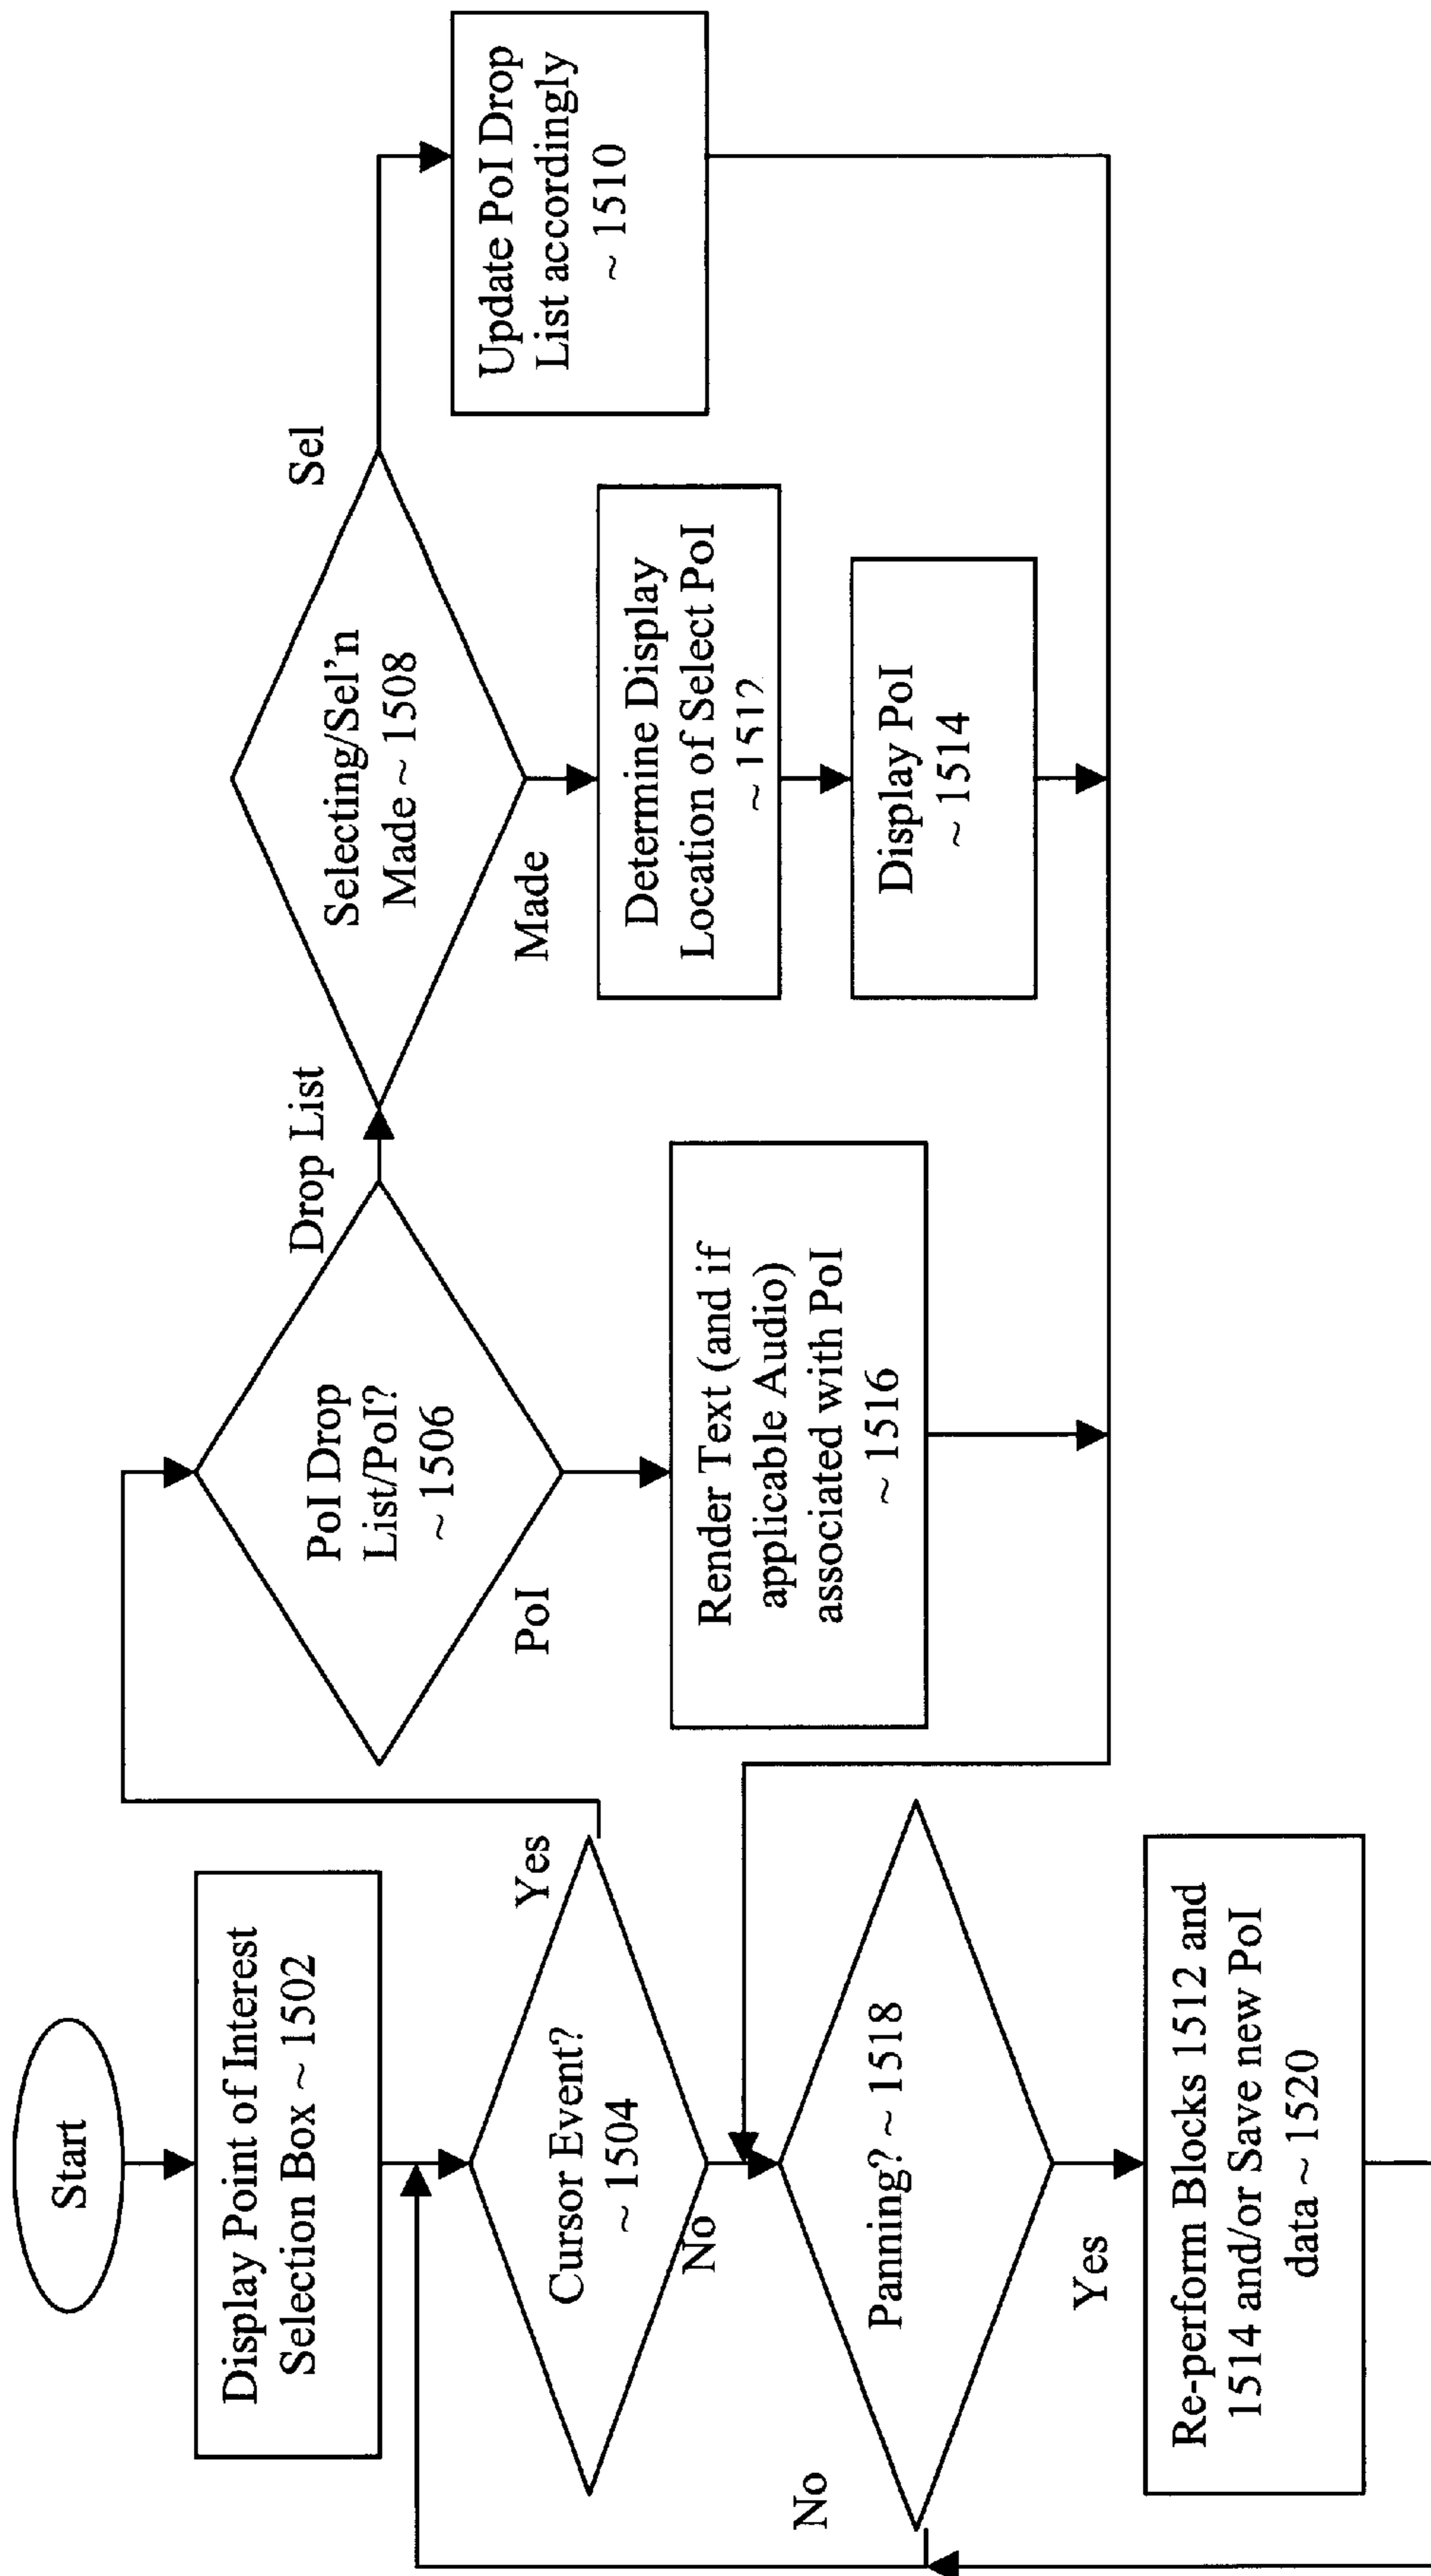 Start
Display Point of Interest
Selection Box ~ 1502
Cursor Event?
~ 1504
Yes
No
PoI Drop
List/PoI?
~ 1506
Drop List
PoI
Selecting/Sel'n
Made ~ 1508
Sel
Made
Update PoI Drop
List accordingly
~ 1510
Determine Display
Location of Select PoI
~ 1512
Display PoI
~ 1514
Render Text (and if
applicable Audio)
associated with PoI
~ 1516
Panning? ~ 1518
No
Yes
Re-perform Blocks 1512 and
1514 and/or Save new PoI
data ~ 1520